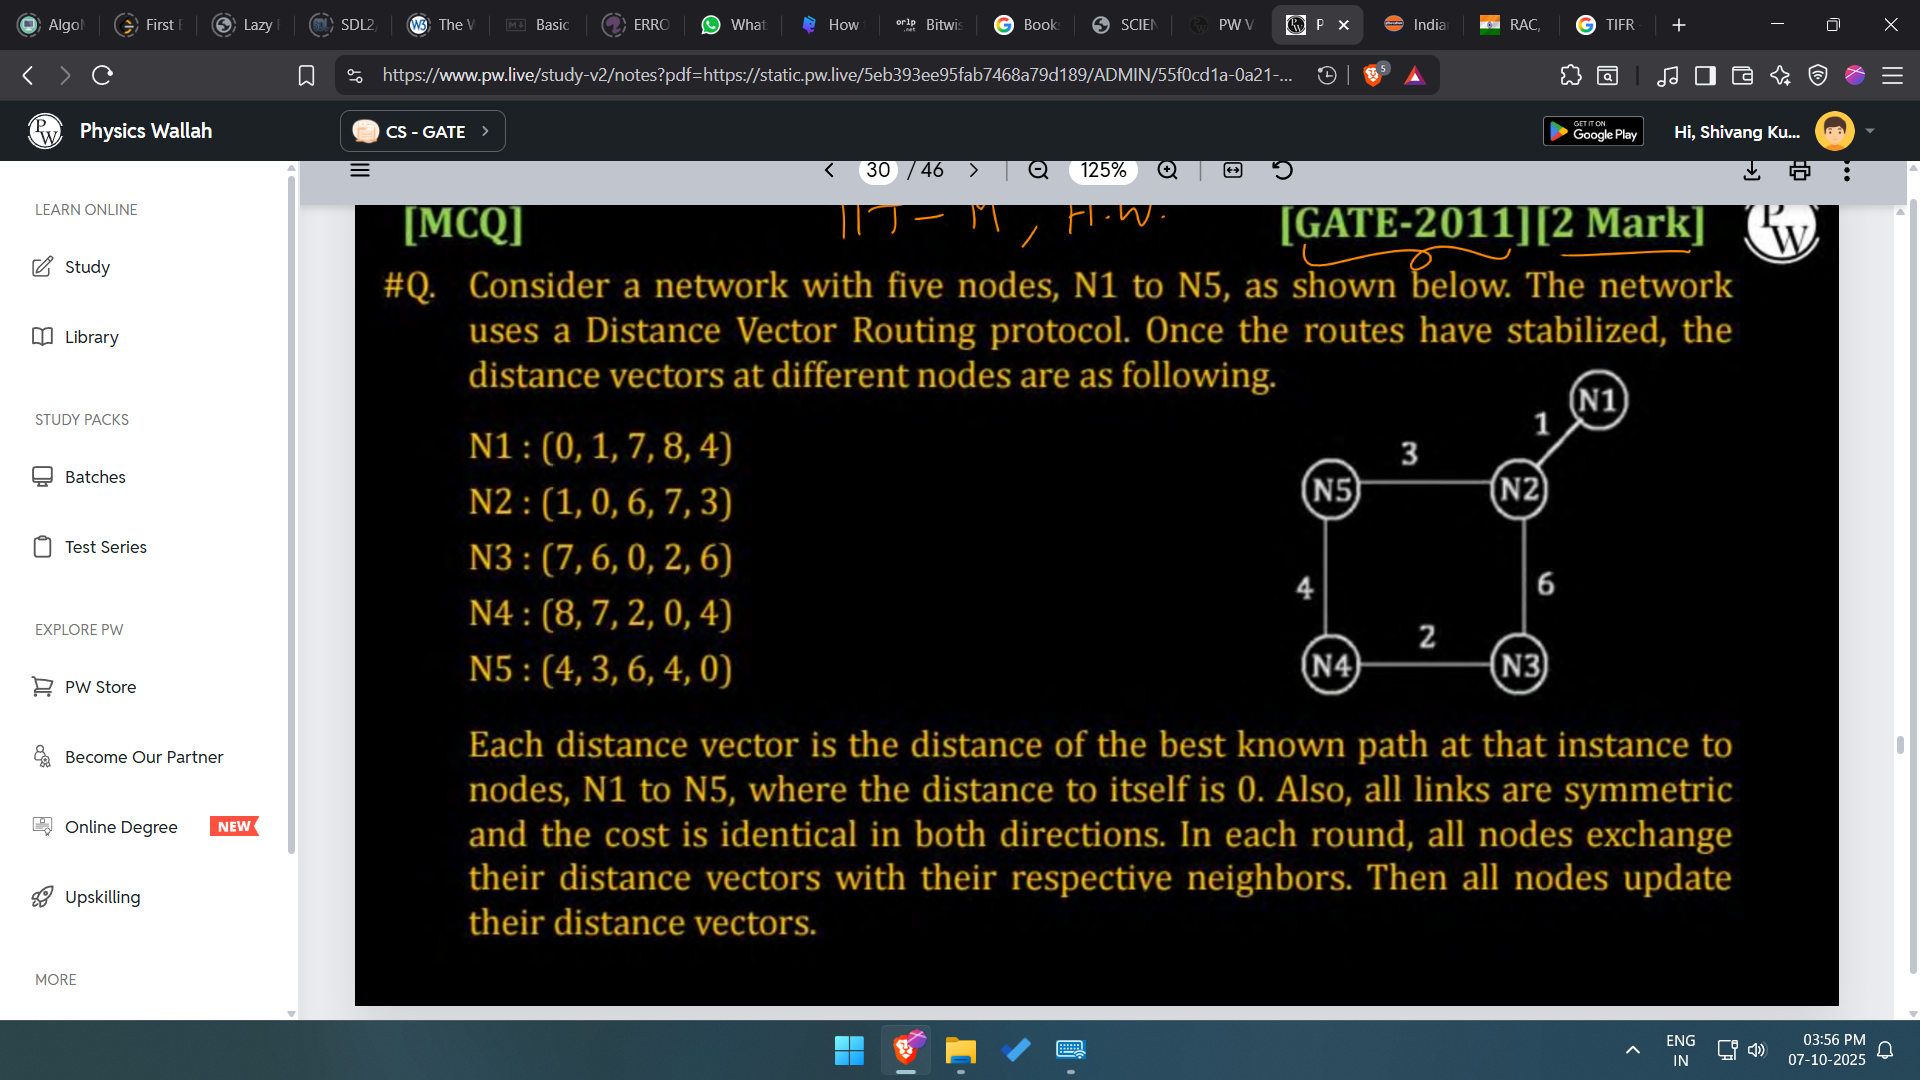 Algo
First
Lazy
SDL2
The W
Basic
ERRO
What
How
Bitwis
Book
SCIEN
PW V
P
India
RAC,
TIFR
https://www.pw.live/study-v2/notes?pdf=https://static.pw.live/5eb393ee95fab7468a79d189/ADMIN/55f0cd1a-0a21-...
5
Physics Wallah
CS - GATE
GET IT ON
Google Play
Hi, Shivang Ku...
30 / 46
125%
LEARN ONLINE
Study
Library
STUDY PACKS
Batches
Test Series
EXPLORE PW
PW Store
Become Our Partner
Online Degree NEW
Upskilling
MORE
[MCQ]
H.W.
[GATE-2011][2 Mark]
#Q. Consider a network with five nodes, N1 to N5, as shown below. The network
uses a Distance Vector Routing protocol. Once the routes have stabilized, the
distance vectors at different nodes are as following.
N1 : (0, 1, 7, 8, 4)
N2 : (1, 0, 6, 7, 3)
N3 : (7, 6, 0, 2, 6)
N4 : (8, 7, 2, 0, 4)
N5 : (4, 3, 6, 4, 0)
N1
1
3
N5
N2
4
6
2
N4
N3
Each distance vector is the distance of the best known path at that instance to
nodes, N1 to N5, where the distance to itself is 0. Also, all links are symmetric
and the cost is identical in both directions. In each round, all nodes exchange
their distance vectors with their respective neighbors. Then all nodes update
their distance vectors.
ENG
IN
03:56 PM
07-10-2025